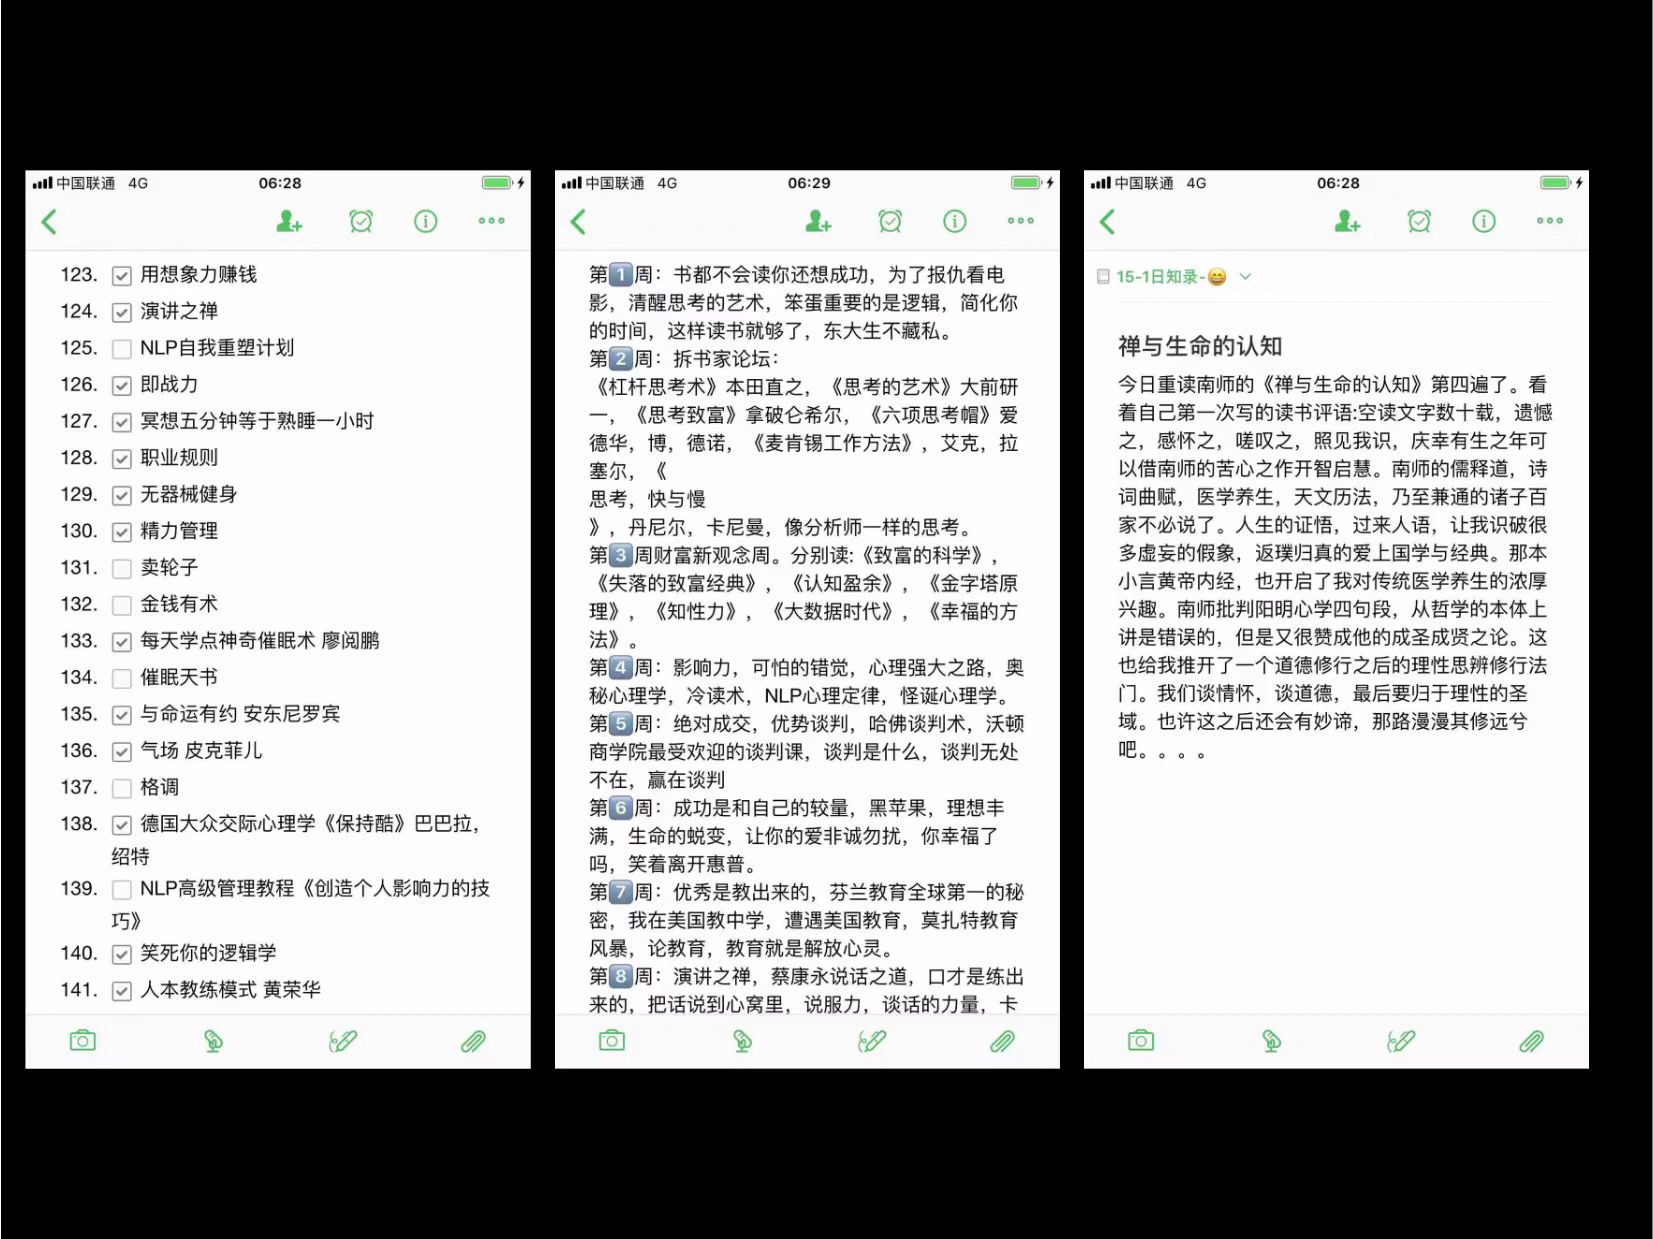 中国联通 4G 06:28
123. 用想象力赚钱
124. 演讲之禅
125. NLP自我重塑计划
126. 即战力
127. 冥想五分钟等于熟睡一小时
128. 职业规则
129. 无器械健身
130. 精力管理
131. 卖轮子
132. 金钱有术
133. 每天学点神奇催眠术 廖阅鹏
134. 催眠天书
135. 与命运有约 安东尼罗宾
136. 气场 皮克菲儿
137. 格调
138. 德国大众交际心理学《保持酷》巴巴拉，
绍特
139. NLP高级管理教程《创造个人影响力的技
巧》
140. 笑死你的逻辑学
141. 人本教练模式 黄荣华
中国联通 4G 06:29
第1周：书都不会读你还想成功，为了报仇看电
影，清醒思考的艺术，笨蛋重要的是逻辑，简化你
的时间，这样读书就够了，东大生不藏私。
第2周：拆书家论坛：
《杠杆思考术》本田直之，《思考的艺术》大前研
一，《思考致富》拿破仑希尔，《六项思考帽》爱
德华，博，德诺，《麦肯锡工作方法》，艾克，拉
塞尔，《
思考，快与慢
》，丹尼尔，卡尼曼，像分析师一样的思考。
第3周财富新观念周。分别读:《致富的科学》，
《失落的致富经典》，《认知盈余》，《金字塔原
理》，《知性力》，《大数据时代》，《幸福的方
法》。
第4周：影响力，可怕的错觉，心理强大之路，奥
秘心理学，冷读术，NLP心理定律，怪诞心理学。
第5周：绝对成交，优势谈判，哈佛谈判术，沃顿
商学院最受欢迎的谈判课，谈判是什么，谈判无处
不在，赢在谈判
第6周：成功是和自己的较量，黑苹果，理想丰
满，生命的蜕变，让你的爱非诚勿扰，你幸福了
吗，笑着离开惠普。
第7周：优秀是教出来的，芬兰教育全球第一的秘
密，我在美国教中学，遭遇美国教育，莫扎特教育
风暴，论教育，教育就是解放心灵。
第8周：演讲之禅，蔡康永说话之道，口才是练出
来的，把话说到心窝里，说服力，谈话的力量，卡
中国联通 4G 06:28
15-1日知录-😄
禅与生命的认知
今日重读南师的《禅与生命的认知》第四遍了。看
着自己第一次写的读书评语:空读文字数十载，遗憾
之，感怀之，嗟叹之，照见我识，庆幸有生之年可
以借南师的苦心之作开智启慧。南师的儒释道，诗
词曲赋，医学养生，天文历法，乃至兼通的诸子百
家不必说了。人生的证悟，过来人语，让我识破很
多虚妄的假象，返璞归真的爱上国学与经典。那本
小言黄帝内经，也开启了我对传统医学养生的浓厚
兴趣。南师批判阳明心学四句段，从哲学的本体上
讲是错误的，但是又很赞成他的成圣成贤之论。这
也给我推开了一个道德修行之后的理性思辨修行法
门。我们谈情怀，谈道德，最后要归于理性的圣
域。也许这之后还会有妙谛，那路漫漫其修远兮
吧。。。。